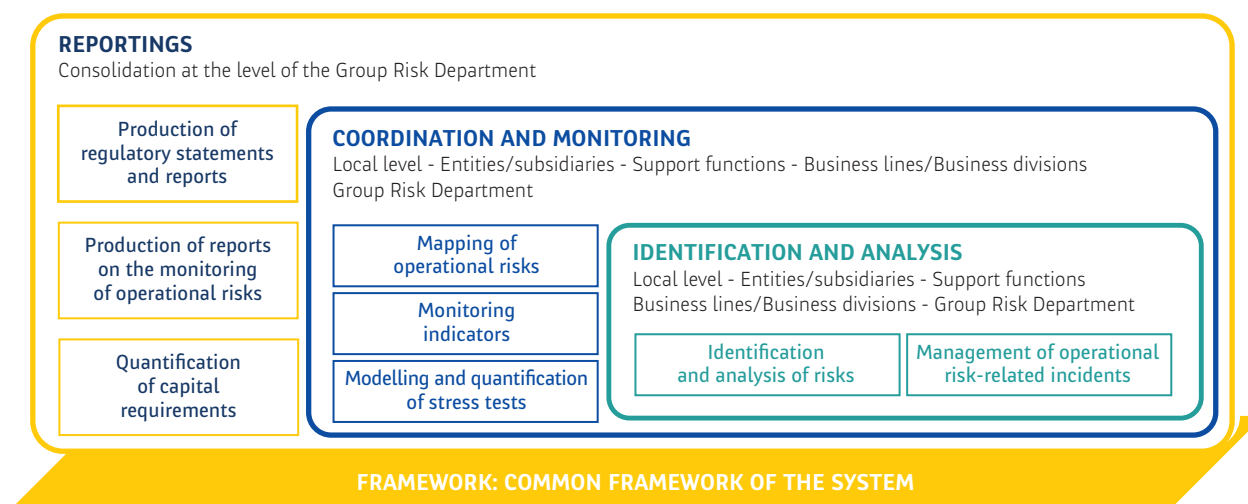 REPORTINGS
Consolidation at the level of the Group Risk Department
Production of
regulatory statements
and reports
Production of reports
on the monitoring
of operational risks
Quantification
of capital
requirements
COORDINATION AND MONITORING
Local level - Entities/subsidiaries - Support functions - Business lines/Business divisions
Group Risk Department
Mapping of
operational risks
Monitoring
indicators
Modelling and quantification
of stress tests
IDENTIFICATION AND ANALYSIS
Local level - Entities/subsidiaries - Support functions
Business lines/Business divisions - Group Risk Department
Identification
and analysis of risks
Management of operational
risk-related incidents
FRAMEWORK: COMMON FRAMEWORK OF THE SYSTEM